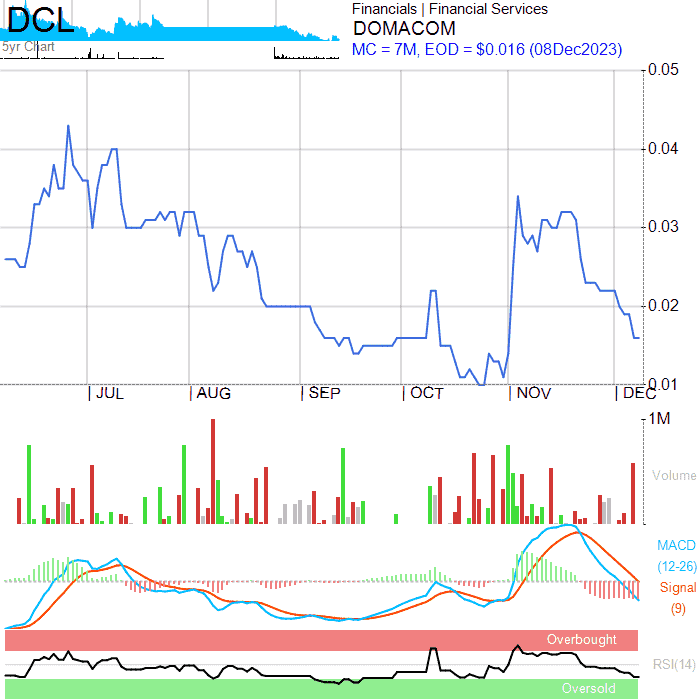 DCL
5yr Chart
Financials | Financial Services
DOMACOM
MC = 7M, EOD = $0.016 (08Dec2023)
0.05
0.04
0.03
0.02
0.01
JUL AUG SEP OCT NOV DEC
1M
Volume
MACD
(12-26)
Signal
(9)
Overbought
RSI(14)
Oversold